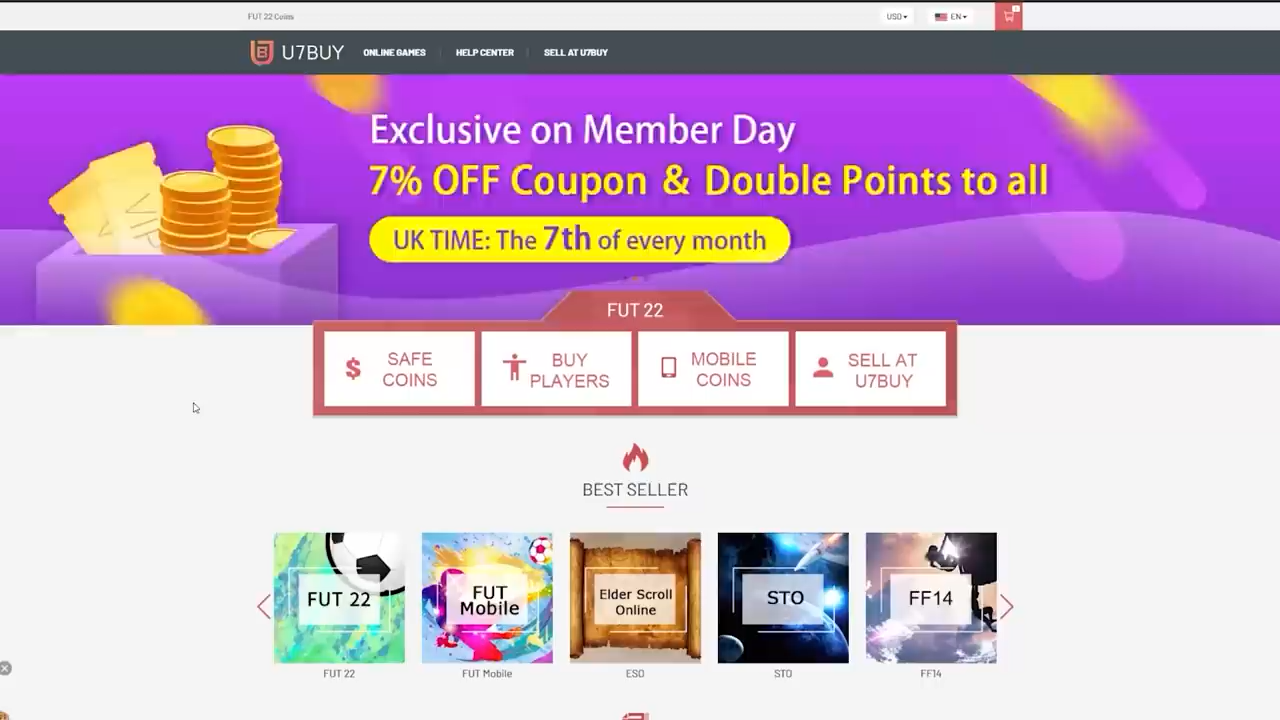 FUT 22 Coins
USD
EN
1
U7BUY
ONLINE GAMES
HELP CENTER
SELL AT U7BUY
Exclusive on Member Day
7% OFF Coupon & Double Points to all
UK TIME: The 7th of every month
FUT 22
SAFE
COINS
BUY
PLAYERS
MOBILE
COINS
SELL AT
U7BUY
BEST SELLER
FUT 22
FUT
Mobile
Elder Scroll
Online
STO
FF14
FUT 22
FUT Mobile
ESO
STO
FF14